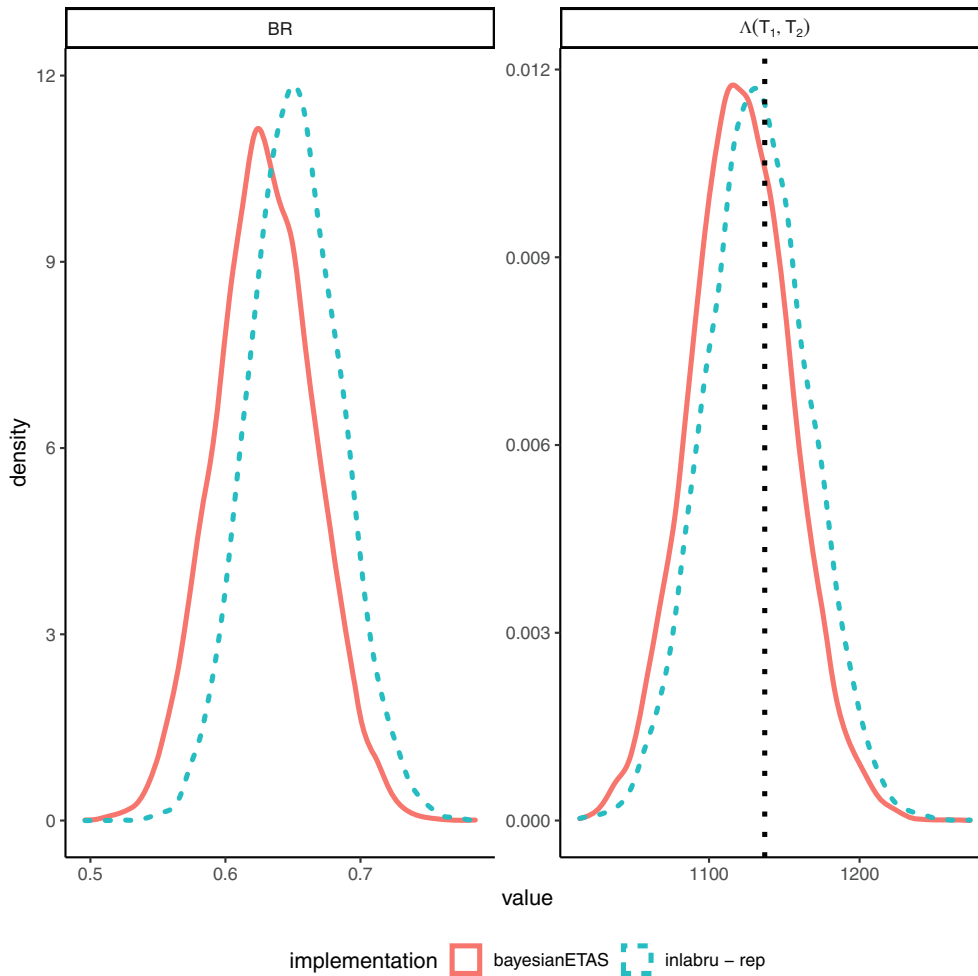 BR
Λ(T₁, T₂)
density
12
9
6
3
0
0.012
0.009
0.006
0.003
0.000
0.5 0.6 0.7
1100 1200
value
implementation bayesianETAS inlabru − rep